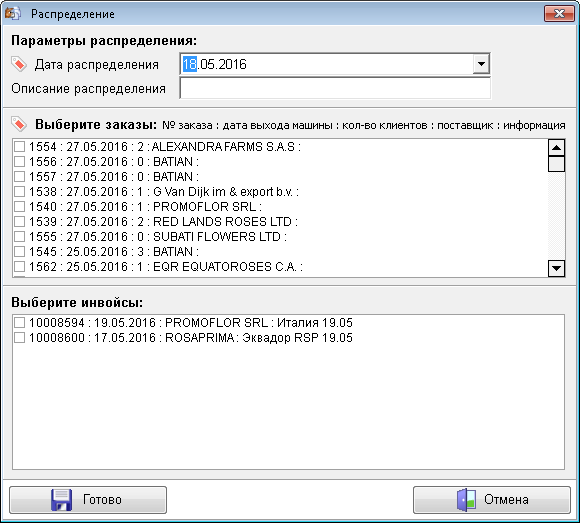 Распределение
Параметры распределения:
Дата распределения 18.05.2016
Описание распределения
Выберите заказы: № заказа : дата выхода машины : кол-во клиентов : поставщик : информация
1554 : 27.05.2016 : 2 : ALEXANDRA FARMS S.A.S :
1556 : 27.05.2016 : 0 : BATIAN :
1557 : 27.05.2016 : 0 : BATIAN :
1538 : 27.05.2016 : 1 : G Van Dijk im & export b.v. :
1540 : 27.05.2016 : 1 : PROMOFLOR SRL :
1539 : 27.05.2016 : 2 : RED LANDS ROSES LTD :
1555 : 27.05.2016 : 0 : SUBATI FLOWERS LTD :
1545 : 25.05.2016 : 3 : BATIAN :
1562 : 25.05.2016 : 1 : EQR EQUATOROSES C.A. :
Выберите инвойсы:
10008594 : 19.05.2016 : PROMOFLOR SRL : Италия 19.05
10008600 : 17.05.2016 : ROSAPRIMA : Эквадор RSP 19.05
Готово
Отмена